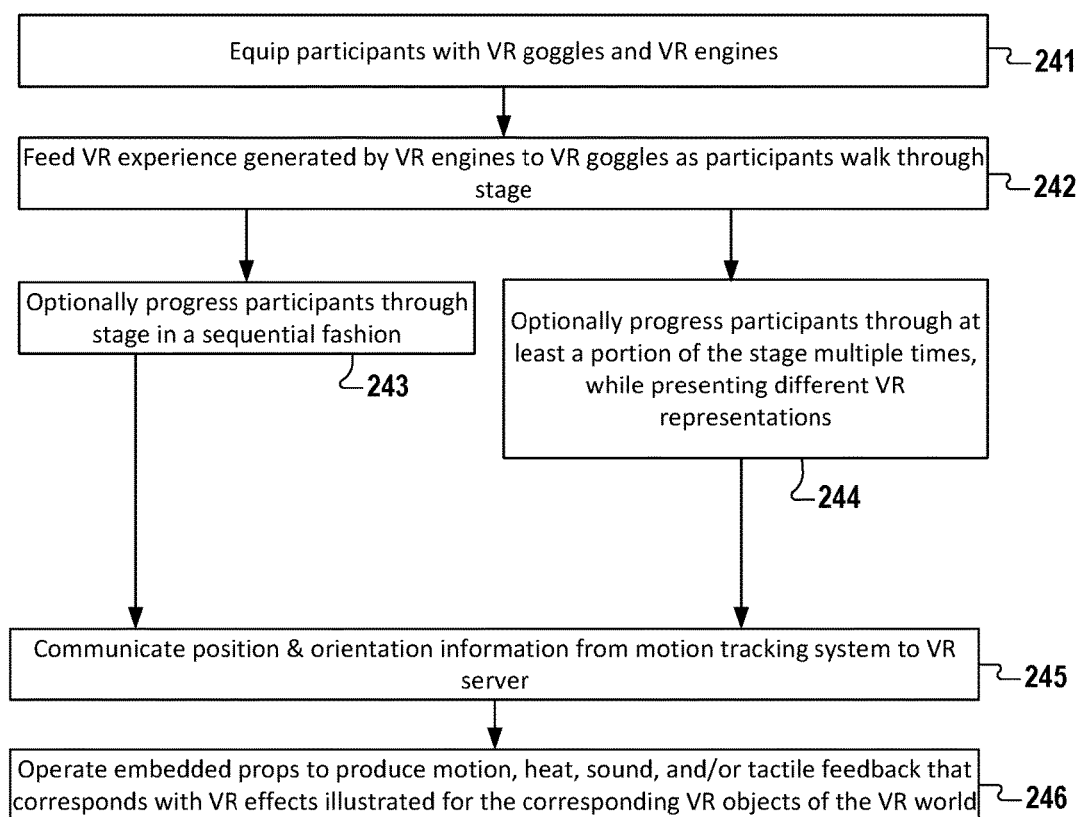 Equip participants with VR goggles and VR engines
241
Feed VR experience generated by VR engines to VR goggles as participants walk through
stage
242
Optionally progress participants through
stage in a sequential fashion
243
Optionally progress participants through at
least a portion of the stage multiple times,
while presenting different VR
representations
244
Communicate position & orientation information from motion tracking system to VR
server
245
Operate embedded props to produce motion, heat, sound, and/or tactile feedback that
corresponds with VR effects illustrated for the corresponding VR objects of the VR world
246